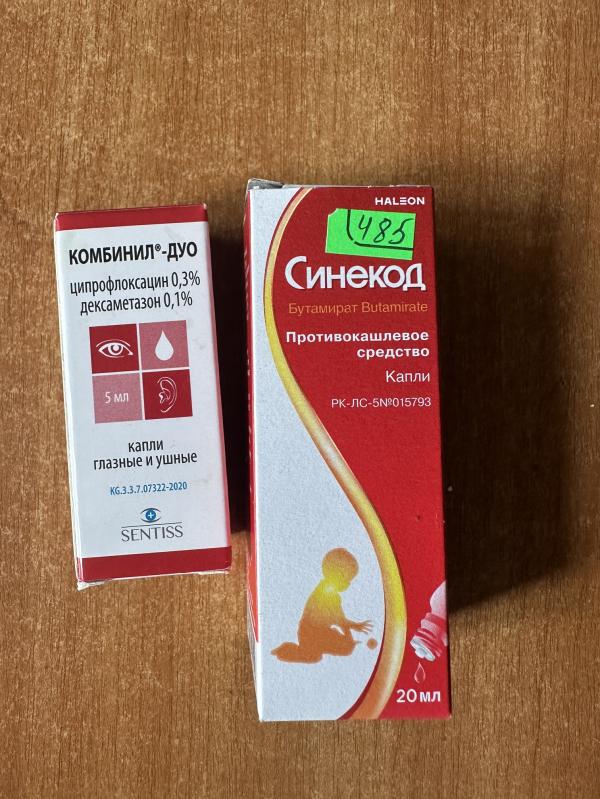 КОМБИНИЛ®-ДУО
ципрофлоксацин 0,3%
дексаметазон 0,1%
5 мл
капли
глазные и ушные
KG.3.3.7.07322-2020
SENTISS
HALEON
485
Синекод
Бутамират Butamirate
Противокашлевое
средство
Капли
РК-ЛС-5№015793
20 мл